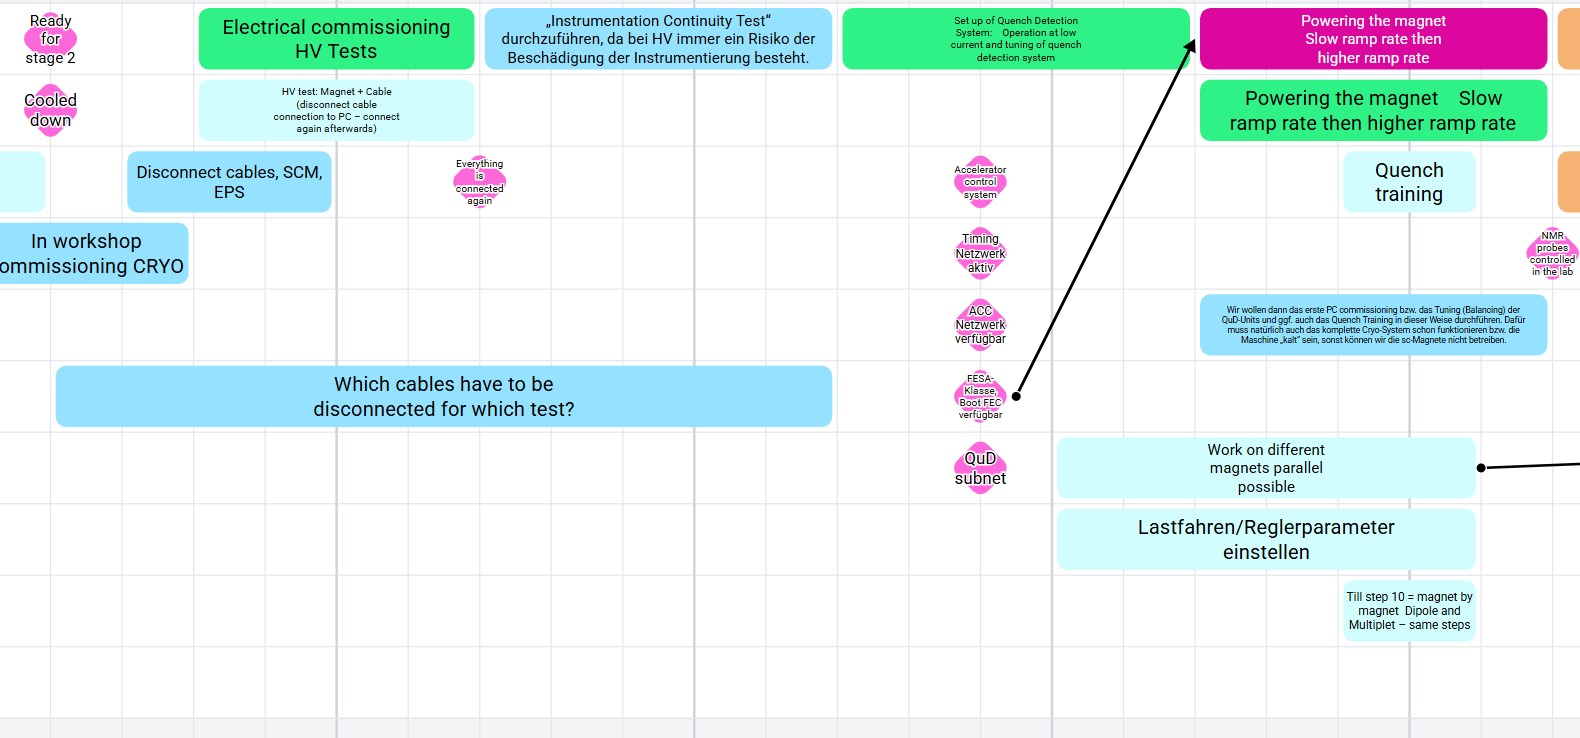 Ready
for
stage 2
Electrical commissioning
HV Tests
„Instrumentation Continuity Test“
durchzuführen, da bei HV immer ein Risiko der
Beschädigung der Instrumentierung besteht.
Set up of Quench Detection
System: Operation at low
current and tuning of quench
detection system
Powering the magnet
Slow ramp rate then
higher ramp rate
Cooled
down
HV test: Magnet + Cable
(disconnect cable
connection to PC – connect
again afterwards)
Powering the magnet Slow
ramp rate then higher ramp rate
Disconnect cables, SCM,
EPS
Everything
is
connected
again
Accelerator
control
system
Quench
training
In workshop
ommissioning CRYO
Timing
Netzwerk
aktiv
NMR
probes
controlled
in the lab
ACC
Netzwerk
verfügbar
Wir wollen dann das erste PC commissioning bzw. das Tuning (Balancing) der
QuD-Units und ggf. auch das Quench Training in dieser Weise durchführen. Dafür
muss natürlich auch das komplette Cryo-System schon funktionieren bzw. die
Maschine „kalt“ sein, sonst können wir die sc-Magnete nicht betreiben.
Which cables have to be
disconnected for which test?
FESA-
Klasse,
Boot FEC
verfügbar
QuD
subnet
Work on different
magnets parallel
possible
Lastfahren/Reglerparameter
einstellen
Till step 10 = magnet by
magnet Dipole and
Multiplet – same steps